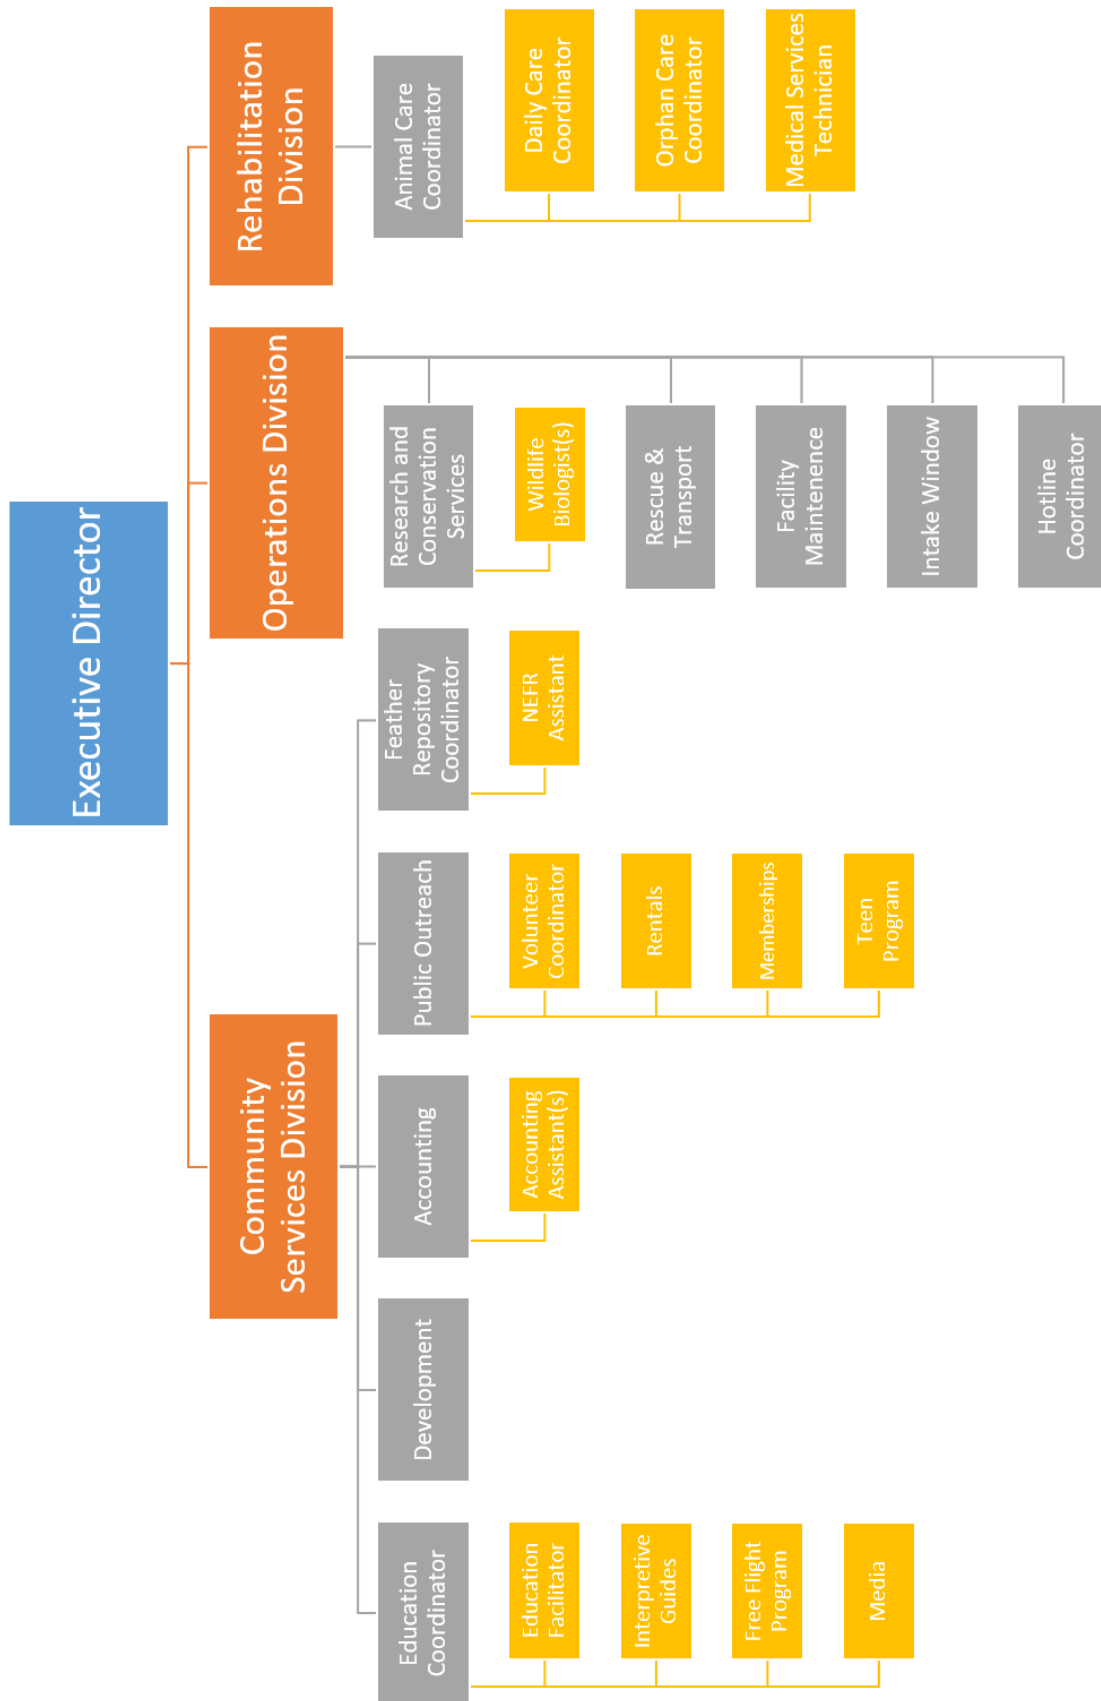 Executive Director
Community
Services Division
Operations Division
Rehabilitation
Division
Education
Coordinator
Education
Facilitator
Interpretive
Guides
Free Flight
Program
Media
Development
Accounting
Accounting
Assistant(s)
Public Outreach
Volunteer
Coordinator
Rentals
Memberships
Teen
Program
Feather
Repository
Coordinator
NEFR
Assistant
Research and
Conservation
Services
Wildlife
Biologist(s)
Rescue &
Transport
Facility
Maintenence
Intake Window
Hotline
Coordinator
Animal Care
Coordinator
Daily Care
Coordinator
Orphan Care
Coordinator
Medical Services
Technician